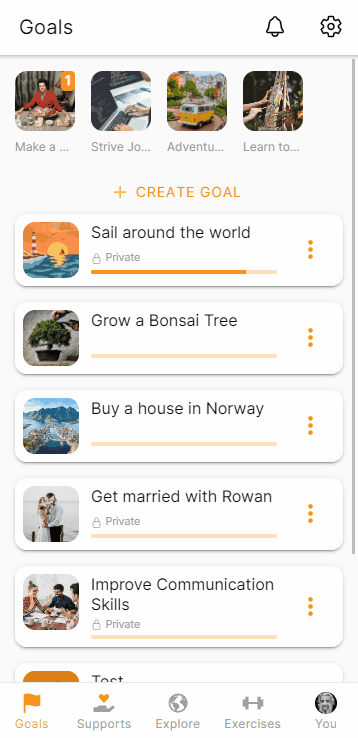 Goals
1
Make a ...
Strive Jo...
Adventu...
Learn to...
+ CREATE GOAL
Sail around the world
Private
Grow a Bonsai Tree
Buy a house in Norway
Get married with Rowan
Private
Improve Communication
Skills
Private
Test
Goals
Supports
Explore
Exercises
You